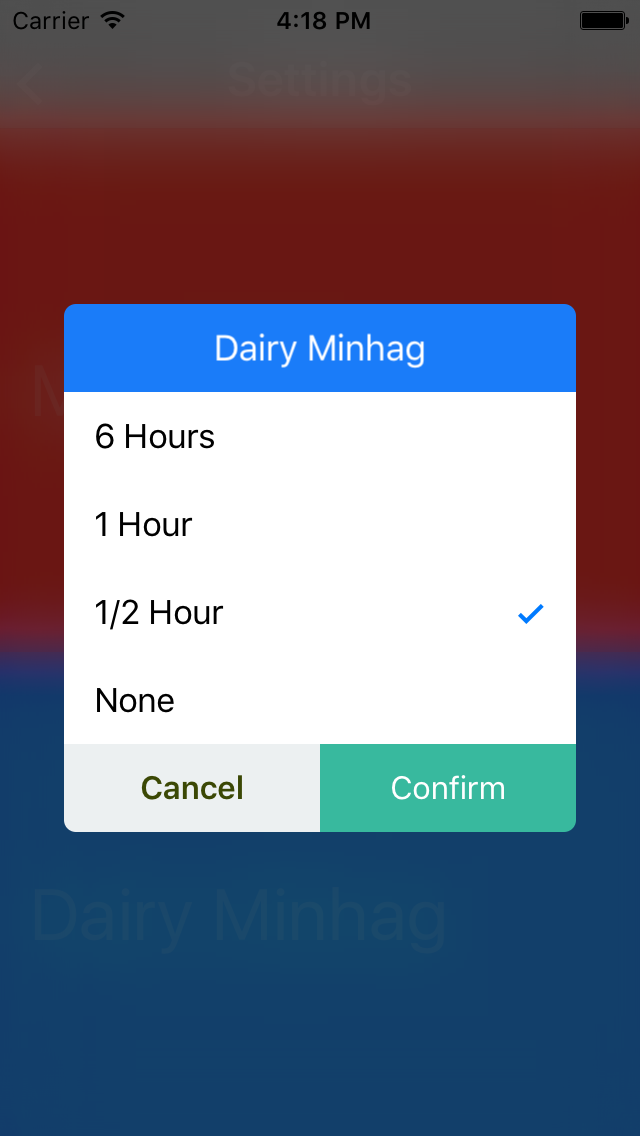 Carrier 4:18 PM
Settings
Dairy Minhag
6 Hours
1 Hour
1/2 Hour
None
Cancel Confirm
Dairy Minhag